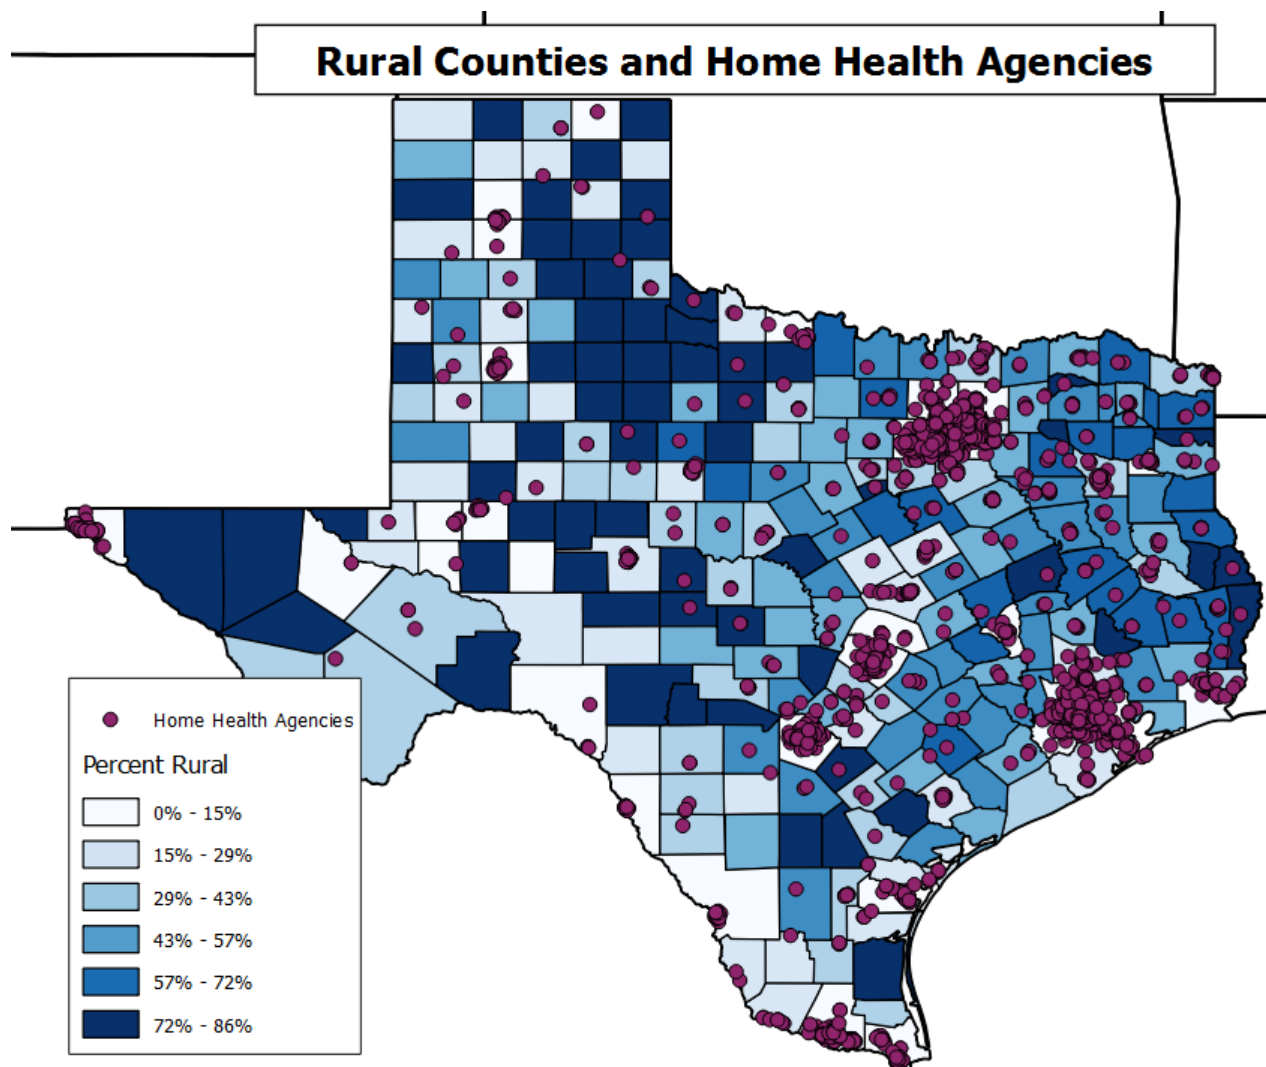 Rural Counties and Home Health Agencies
Home Health Agencies
Percent Rural
0% - 15%
15% - 29%
29% - 43%
43% - 57%
57% - 72%
72% - 86%